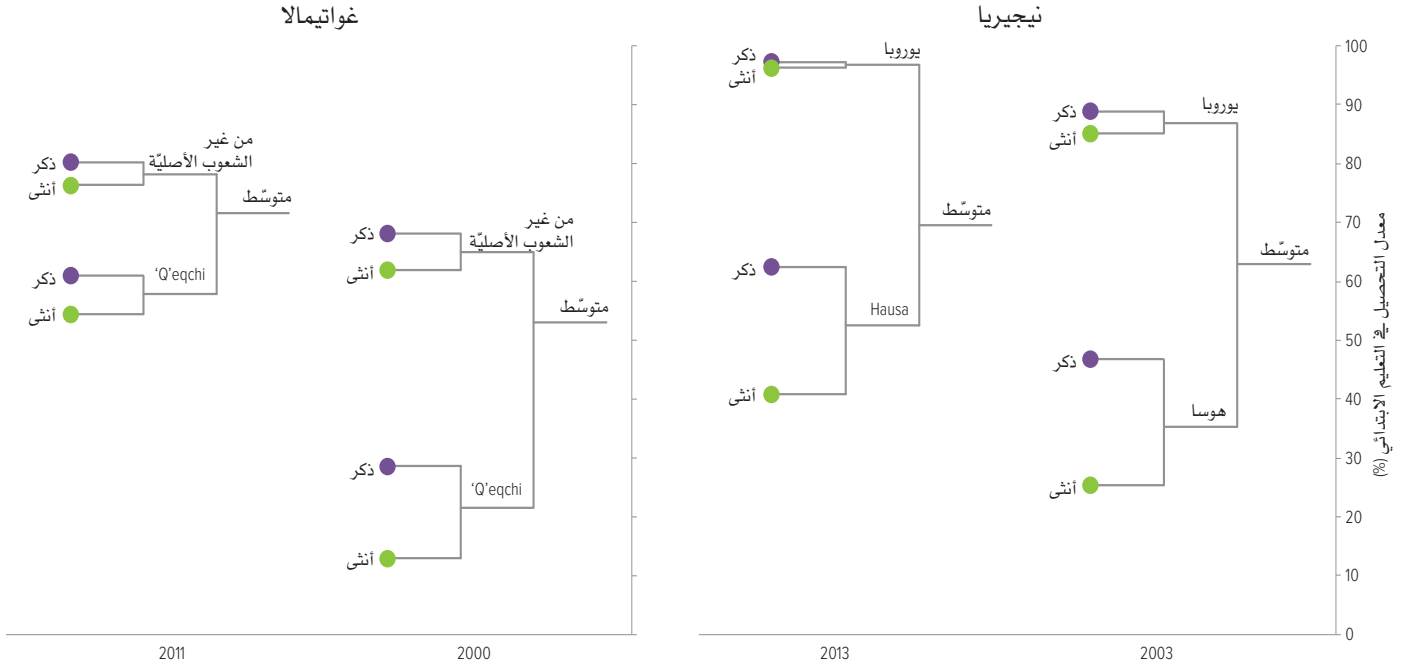 نيجيريا
100
90
80
70
60
50
40
30
20
10
0
معدل التحصيل في التعليم الابتدائي (%)
يوروبا
ذكر
أنثى
متوسّط
هوسا
ذكر
أنثى
2003
يوروبا
ذكر
أنثى
متوسّط
Hausa
ذكر
أنثى
2013
غواتيمالا
من غير
الشعوب الأصليّة
ذكر
أنثى
متوسّط
‘Q’eqchi
ذكر
أنثى
2000
من غير
الشعوب الأصليّة
ذكر
أنثى
متوسّط
‘Q’eqchi
ذكر
أنثى
2011